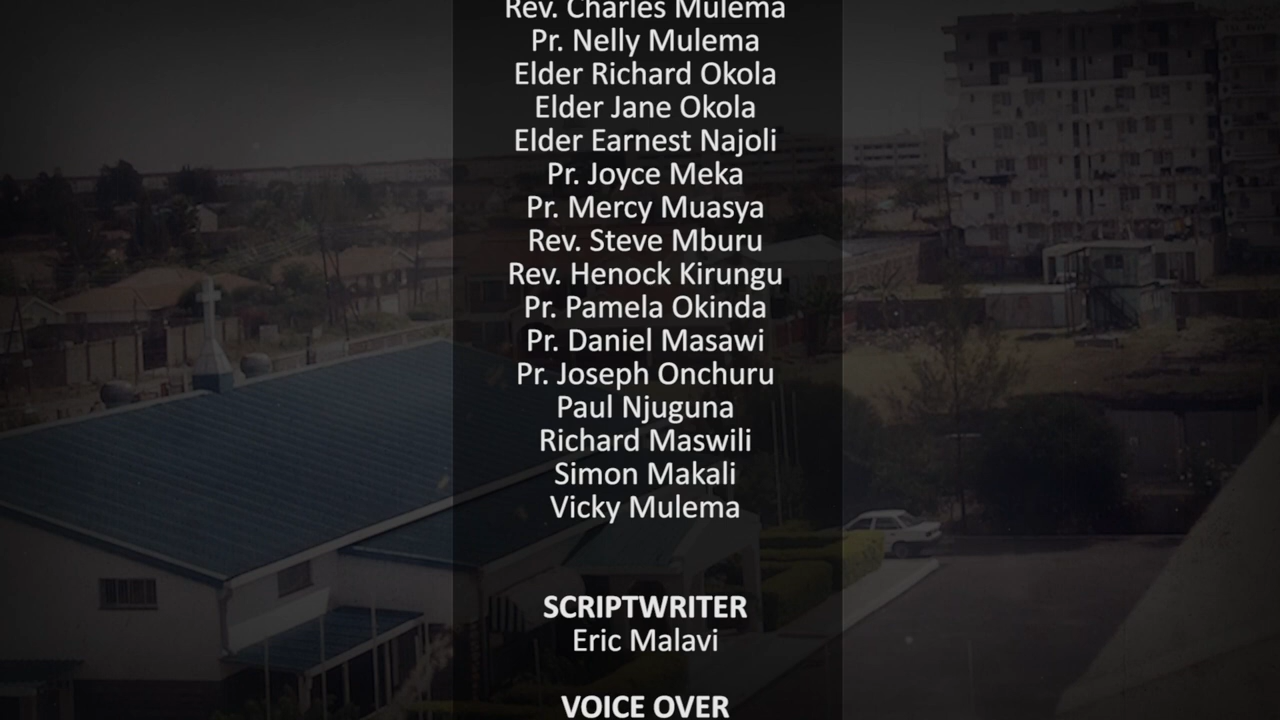 Rev. Charles Mulema
Pr. Nelly Mulema
Elder Richard Okola
Elder Jane Okola
Elder Earnest Najoli
Pr. Joyce Meka
Pr. Mercy Muasya
Rev. Steve Mburu
Rev. Henock Kirungu
Pr. Pamela Okinda
Pr. Daniel Masawi
Pr. Joseph Onchuru
Paul Njuguna
Richard Maswili
Simon Makali
Vicky Mulema
SCRIPTWRITER
Eric Malavi
VOICE OVER